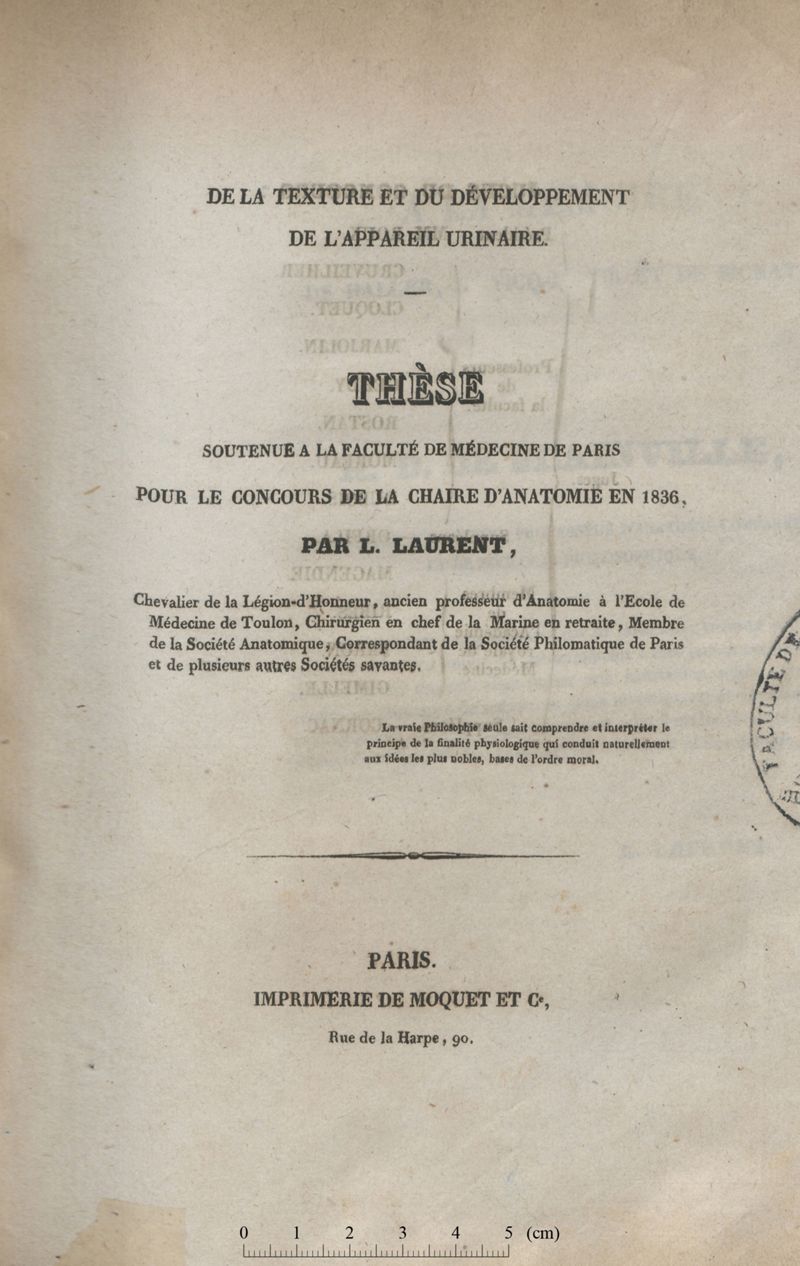 DE LA TEXTURE ET DU DÉVELOPPEMENT
DE L'APPAREIL URINAIRE.
THÈSE
SOUTENUE A LA FACULTÉ DE MÉDECINE DE PARIS
POUR LE CONCOURS DE LA CHAIRE D'ANATOMIE EN 1836,
PAR L. LAURENT,
Chevalier de la Légion-d'Honneur, ancien professeur d'Anatomie à l'Ecole de
Médecine de Toulon, Chirurgien en chef de la Marine en retraite, Membre
de la Société Anatomique, Correspondant de la Société Philomatique de Paris
et de plusieurs autres Sociétés savantes.
La vraie Philosophie seule sait comprendre et interpréter le
principe de la finalité physiologique qui conduit naturellement
aux idées les plus nobles, bases de l'ordre moral.
PARIS.
IMPRIMERIE DE MOQUET ET Ce,
Rue de la Harpe, 90.
0 1 2 3 4 5 (cm)